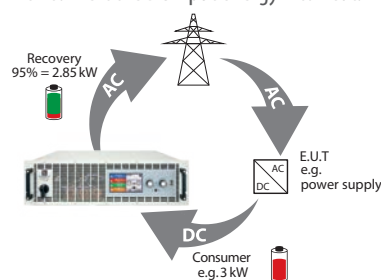 Recovery
95% = 2.85 kW
AC
AC
AC
DC
E.U.T
e.g.
power supply
DC
Consumer
e.g. 3 kW